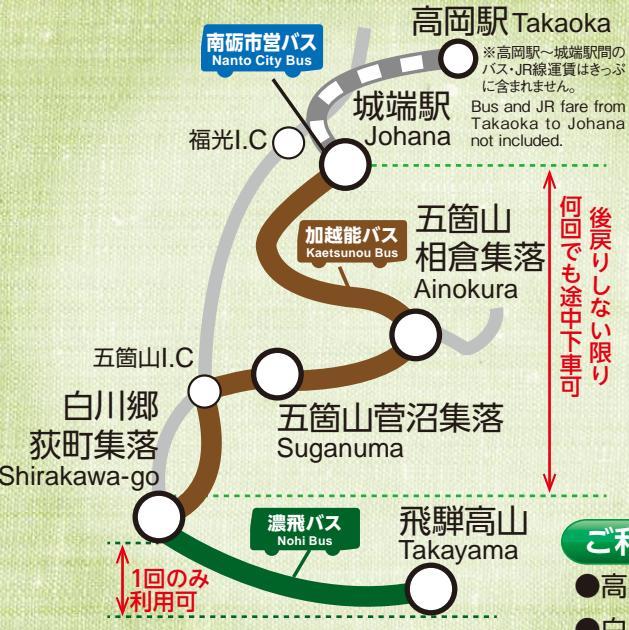 高岡駅 Takaoka
※高岡駅～城端駅間の
バス・JR線運賃はきっぷ
に含まれません。
Bus and JR fare from
Takaoka to Johana
not included.
南砺市営バス
Nanto City Bus
城端駅
Johana
福光I.C
加越能バス
Kaetsunou Bus
五箇山
相倉集落
Ainokura
後戻りしない限り
何回でも途中下車可
五箇山I.C
五箇山菅沼集落
Suganuma
白川郷
荻町集落
Shirakawa-go
濃飛バス
Nohi Bus
飛騨高山
Takayama
1回のみ
利用可
ご利
●高